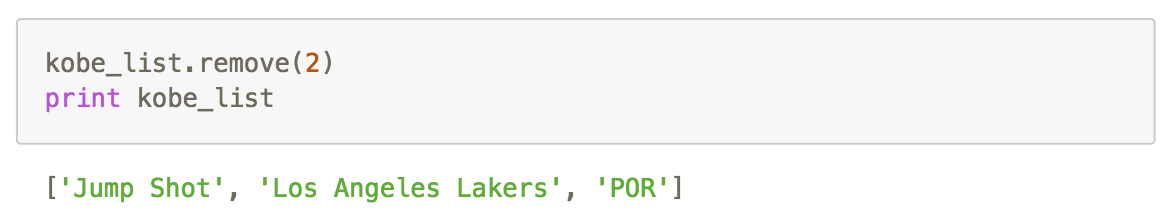 kobe_list.remove(2)
print kobe_list
['Jump Shot', 'Los Angeles Lakers', 'POR']